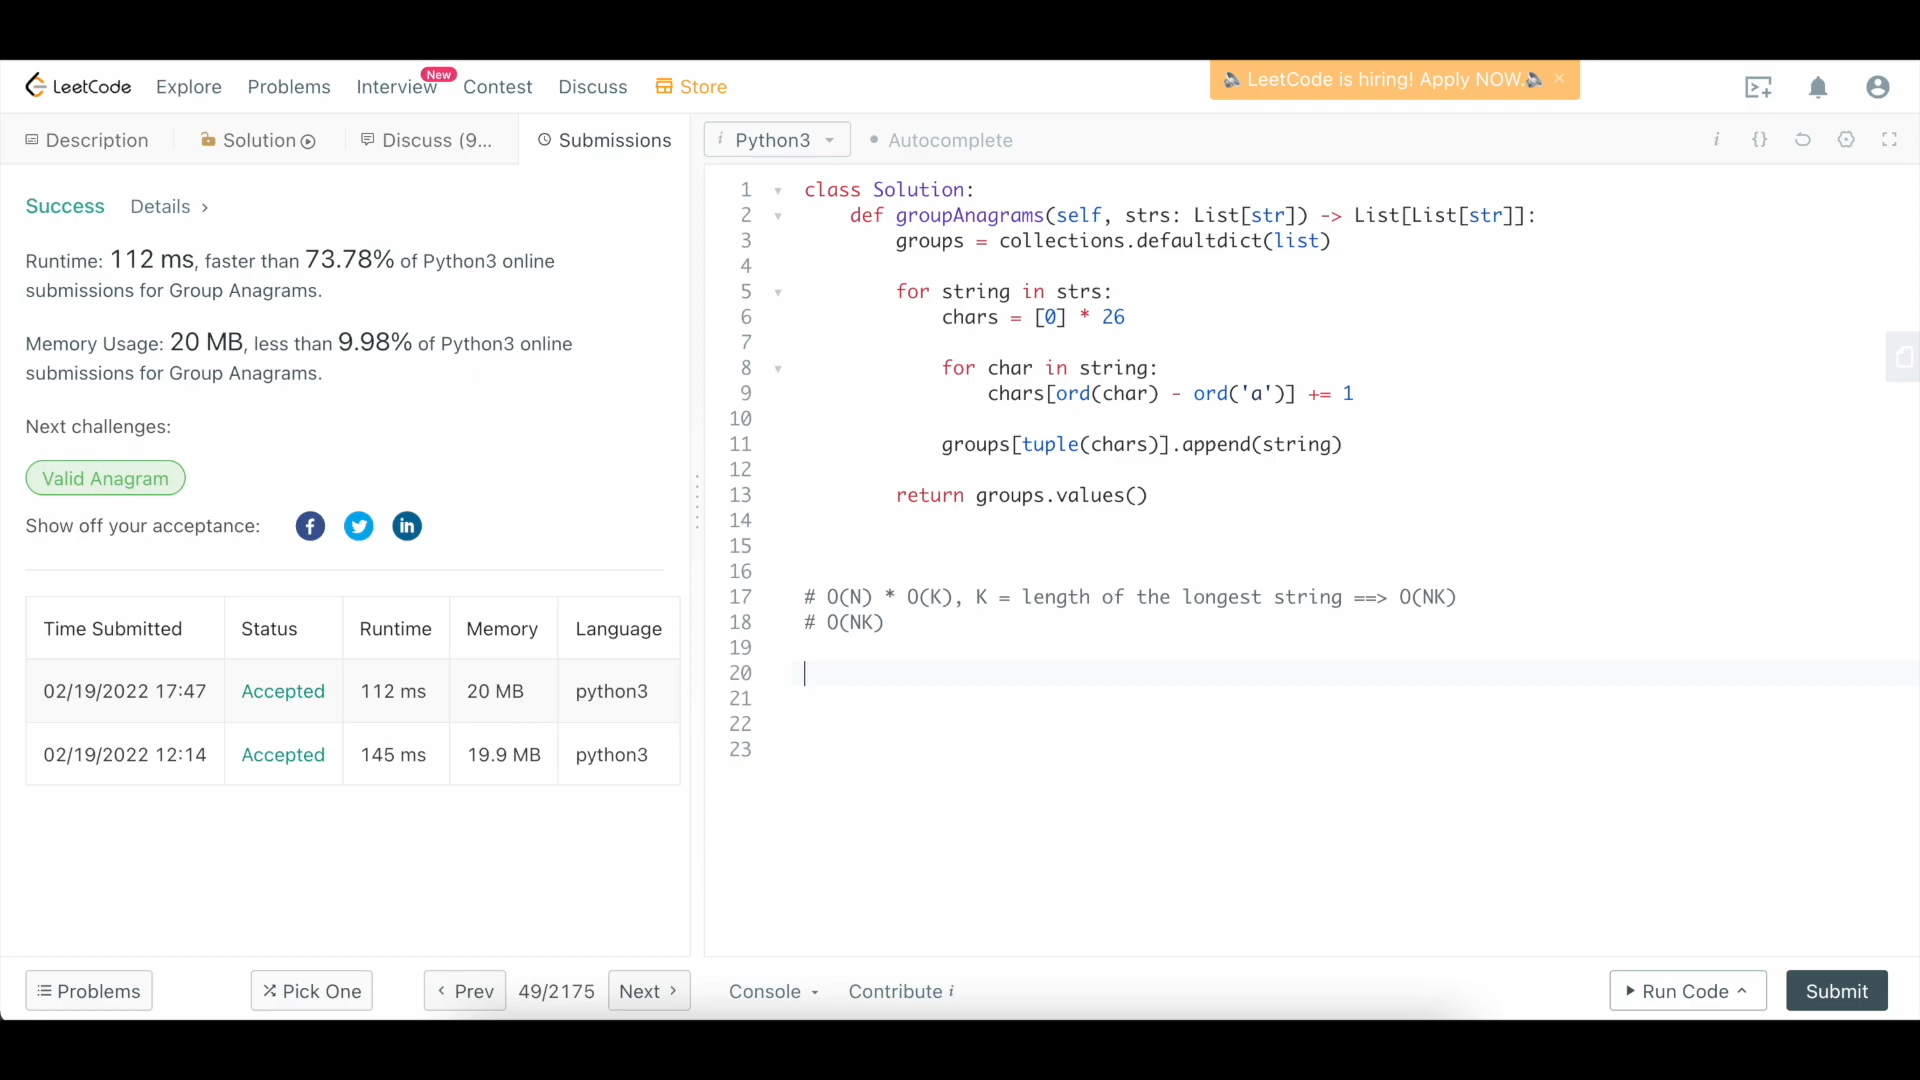 LeetCode Explore Problems Interview New Contest Discuss Store LeetCode is hiring! Apply NOW.
Description Solution Discuss (9... Submissions
i Python3 Autocomplete i {}
Success Details >
Runtime: 112 ms, faster than 73.78% of Python3 online
submissions for Group Anagrams.
Memory Usage: 20 MB, less than 9.98% of Python3 online
submissions for Group Anagrams.
Next challenges:
Valid Anagram
Show off your acceptance: f in
Time Submitted Status Runtime Memory Language
02/19/2022 17:47 Accepted 112 ms 20 MB python3
02/19/2022 12:14 Accepted 145 ms 19.9 MB python3
1 class Solution:
2 def groupAnagrams(self, strs: List[str]) -> List[List[str]]:
3 groups = collections.defaultdict(list)
4
5 for string in strs:
6 chars = [0] * 26
7
8 for char in string:
9 chars[ord(char) - ord('a')] += 1
10
11 groups[tuple(chars)].append(string)
12
13 return groups.values()
14
15
16
17 # O(N) * O(K), K = length of the longest string ==> O(NK)
18 # O(NK)
19
20
21
22
23
Problems Pick One < Prev 49/2175 Next > Console Contribute i Run Code Submit